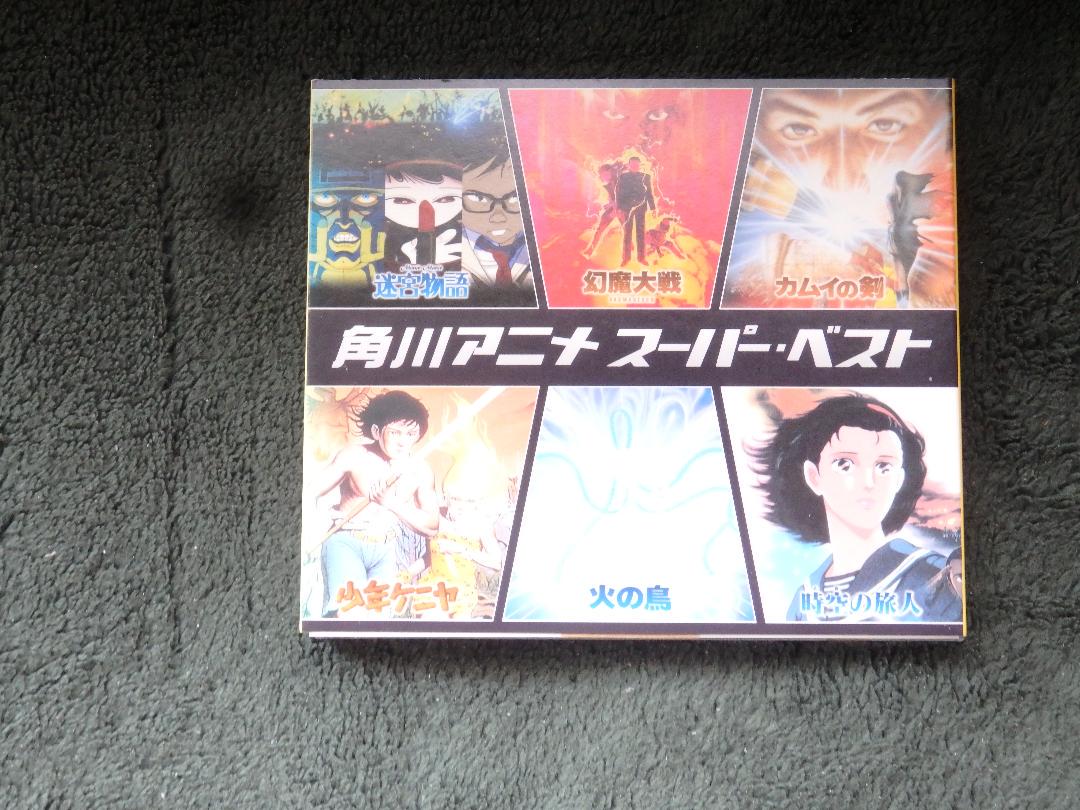 迷宮物語
幻魔大戦
HARMAGEDON
カムイの剣
角川アニメ スーパー・ベスト
少年ケニヤ
火の鳥
時空の旅人